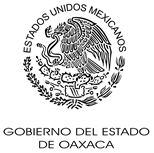 ESTADOS UNIDOS MEXICANOS
GOBIERNO DEL ESTADO
DE OAXACA